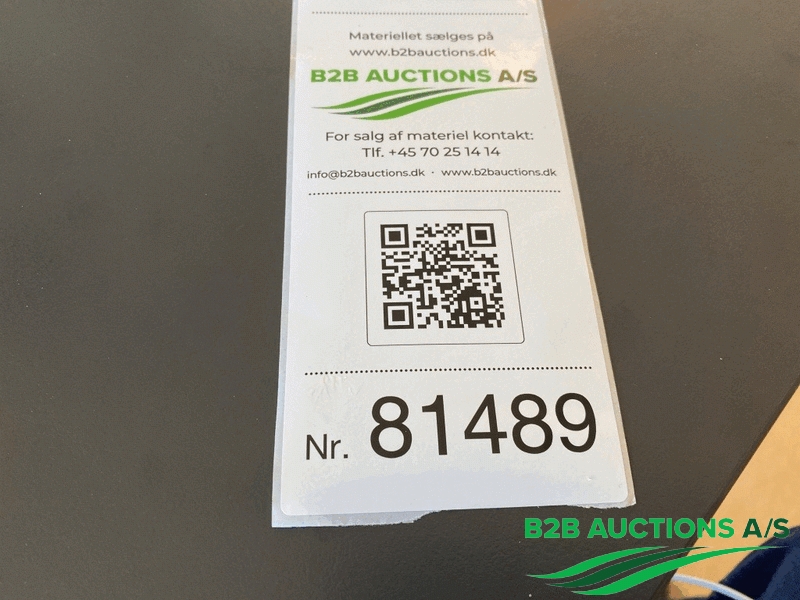 Materiellet sælges på
www.b2bauctions.dk
B2B AUCTIONS A/S
For salg af materiel kontakt:
Tlf. +45 70 25 14 14
info@b2bauctions.dk · www.b2bauctions.dk
Nr. 81489
B2B AUCTIONS A/S